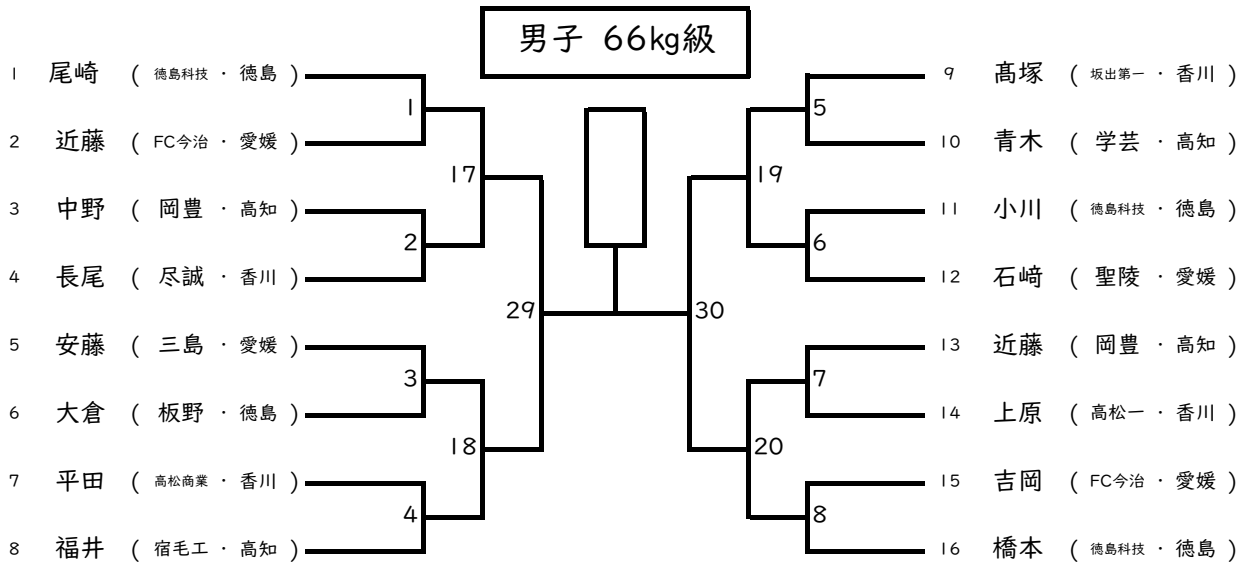 男子 66kg級
1 尾崎 ( 徳島科技 ・ 徳島 )
2 近藤 ( FC今治 ・ 愛媛 )
3 中野 ( 岡豊 ・ 高知 )
4 長尾 ( 尽誠 ・ 香川 )
5 安藤 ( 三島 ・ 愛媛 )
6 大倉 ( 板野 ・ 徳島 )
7 平田 ( 高松商業 ・ 香川 )
8 福井 ( 宿毛工 ・ 高知 )
1
2
3
4
17
18
29
30
19
20
5
6
7
8
9 髙塚 ( 坂出第一 ・ 香川 )
10 青木 ( 学芸 ・ 高知 )
11 小川 ( 徳島科技 ・ 徳島 )
12 石﨑 ( 聖陵 ・ 愛媛 )
13 近藤 ( 岡豊 ・ 高知 )
14 上原 ( 高松一 ・ 香川 )
15 吉岡 ( FC今治 ・ 愛媛 )
16 橋本 ( 徳島科技 ・ 徳島 )